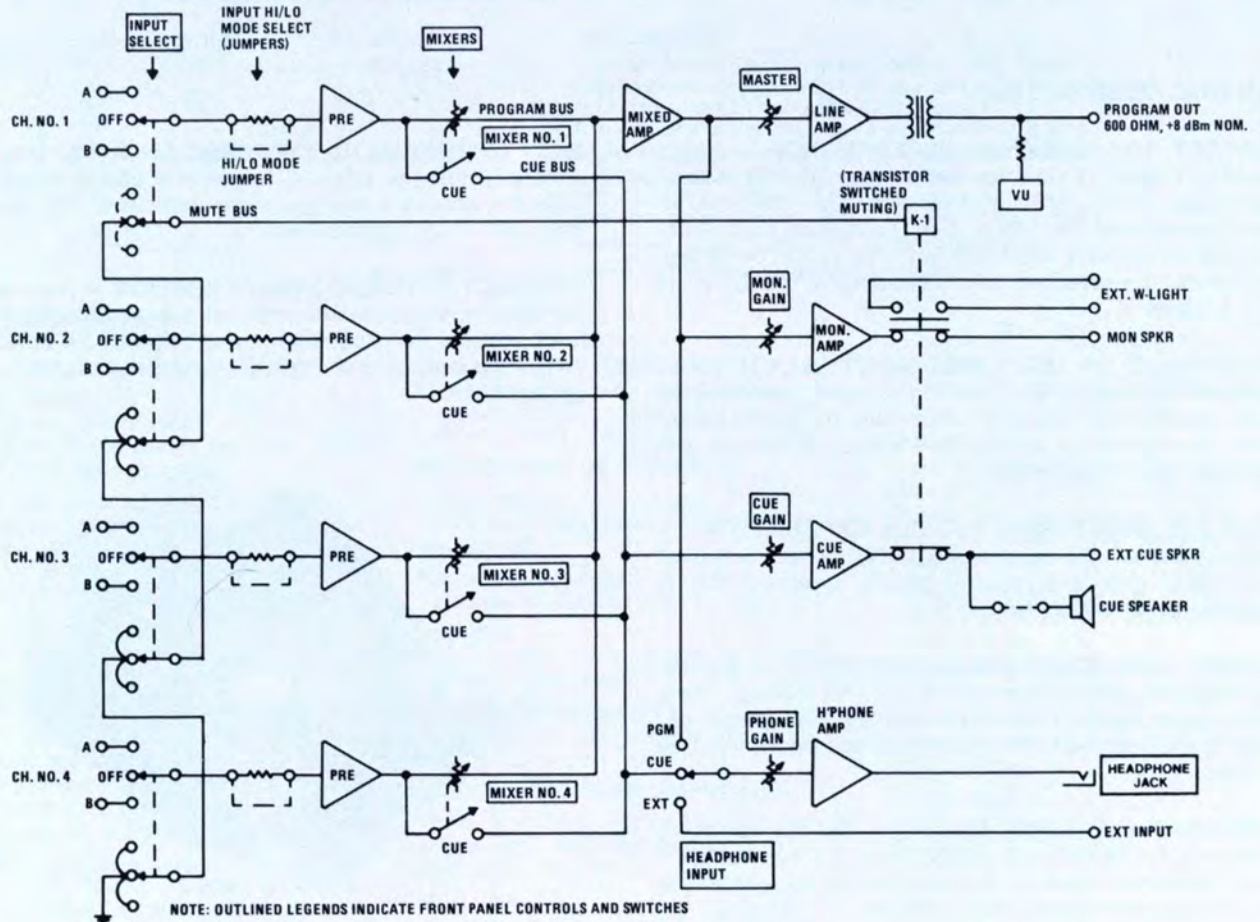 INPUT
SELECT
INPUT HI/LO
MODE SELECT
(JUMPERS)
MIXERS
MASTER
A
CH. NO. 1
OFF
B
HI/LO MODE
JUMPER
PRE
PROGRAM BUS
MIXER NO. 1
CUE BUS
CUE
MIXED
AMP
LINE
AMP
PROGRAM OUT
600 OHM, +8 dBm NOM.
VU
(TRANSISTOR
SWITCHED
MUTING)
K-1
MUTE BUS
A
CH. NO. 2
OFF
B
PRE
MIXER NO. 2
CUE
MON.
GAIN
MON.
AMP
EXT. W-LIGHT
MON SPKR
A
CH. NO. 3
OFF
B
PRE
MIXER NO. 3
CUE
CUE
GAIN
CUE
AMP
EXT CUE SPKR
CUE SPEAKER
A
CH. NO. 4
OFF
B
PRE
MIXER NO. 4
CUE
PGM
CUE
EXT
PHONE
GAIN
H'PHONE
AMP
HEADPHONE
JACK
EXT INPUT
HEADPHONE
INPUT
NOTE: OUTLINED LEGENDS INDICATE FRONT PANEL CONTROLS AND SWITCHES